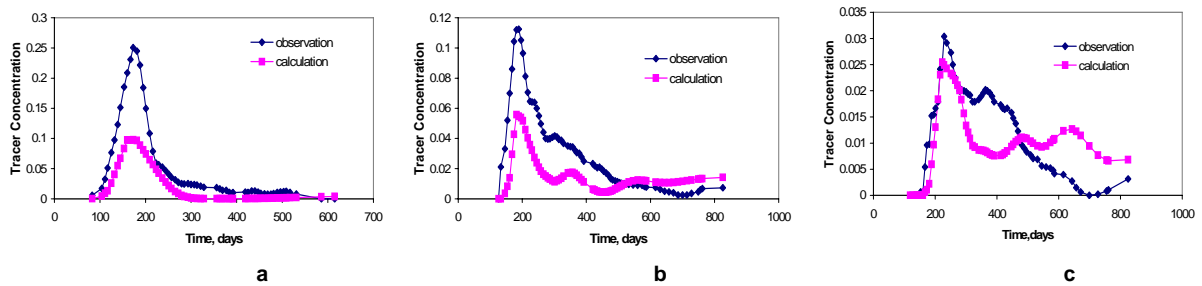 0.3
0.25
0.2
0.15
0.1
0.05
0
Tracer Concentration
observation
calculation
0 100 200 300 400 500 600 700
Time, days
a
0.12
0.1
0.08
0.06
0.04
0.02
0
Tracer Concentration
observation
calculation
0 200 400 600 800 1000
Time, days
b
0.035
0.03
0.025
0.02
0.015
0.01
0.005
0
Tracer Concentration
observation
calculation
0 200 400 600 800 1000
Time,days
c